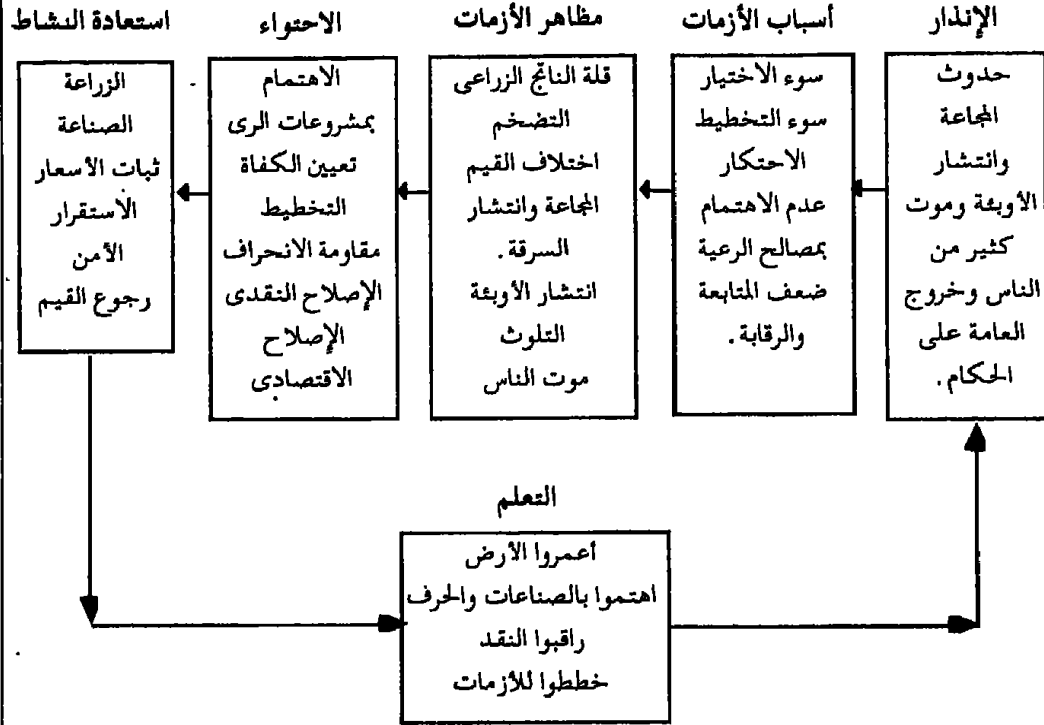 الإنذار
حدوث
المجاعة
وانتشار
الأوبئة وموت
كثير من
الناس وخروج
العامة على
الحكام.
أسباب الأزمات
سوء الاختيار
سوء التخطيط
الاحتكار
عدم الاهتمام
بمصالح الرعية
ضعف المتابعة
والرقابة.
مظاهر الأزمات
قلة الناتج الزراعى
التضخم
اختلاف القيم
المجاعة وانتشار
السرقة.
انتشار الأوبئة
التلوث
موت الناس
الاحتواء
الاهتمام
بمشروعات الرى
تعيين الكفاة
التخطيط
مقاومة الانحراف
الإصلاح النقدى
الإصلاح
الاقتصادى
استعادة النشاط
الزراعة
الصناعة
ثبات الأسعار
الأستقرار
الأمن
رجوع القيم
التعلم
أعمروا الأرض
اهتموا بالصناعات والحرف
راقبوا النقد
خططوا للأزمات